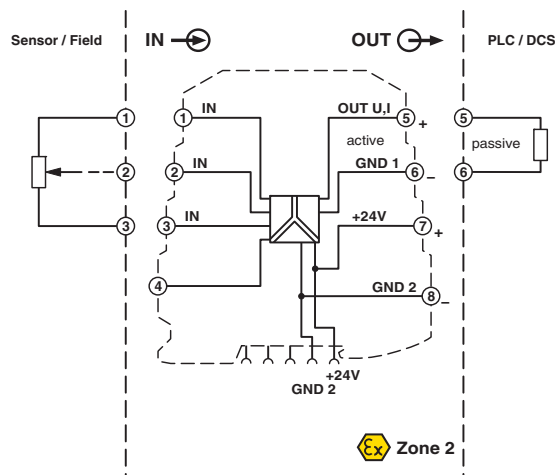 Sensor / Field
IN
OUT
PLC / DCS
1
2
3
1
IN
2
IN
3
IN
4
OUT U,I
5
+
active
GND 1
6
–
+24V
7
+
GND 2
8
–
5
6
passive
+24V
GND 2
Ex
Zone 2